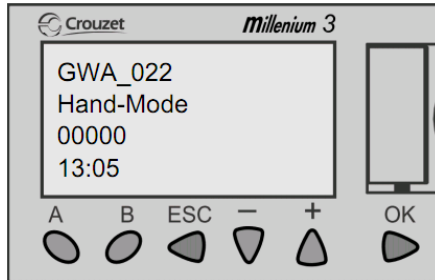 Crouzet millenium 3
GWA_022
Hand-Mode
00000
13:05
A B ESC − + OK